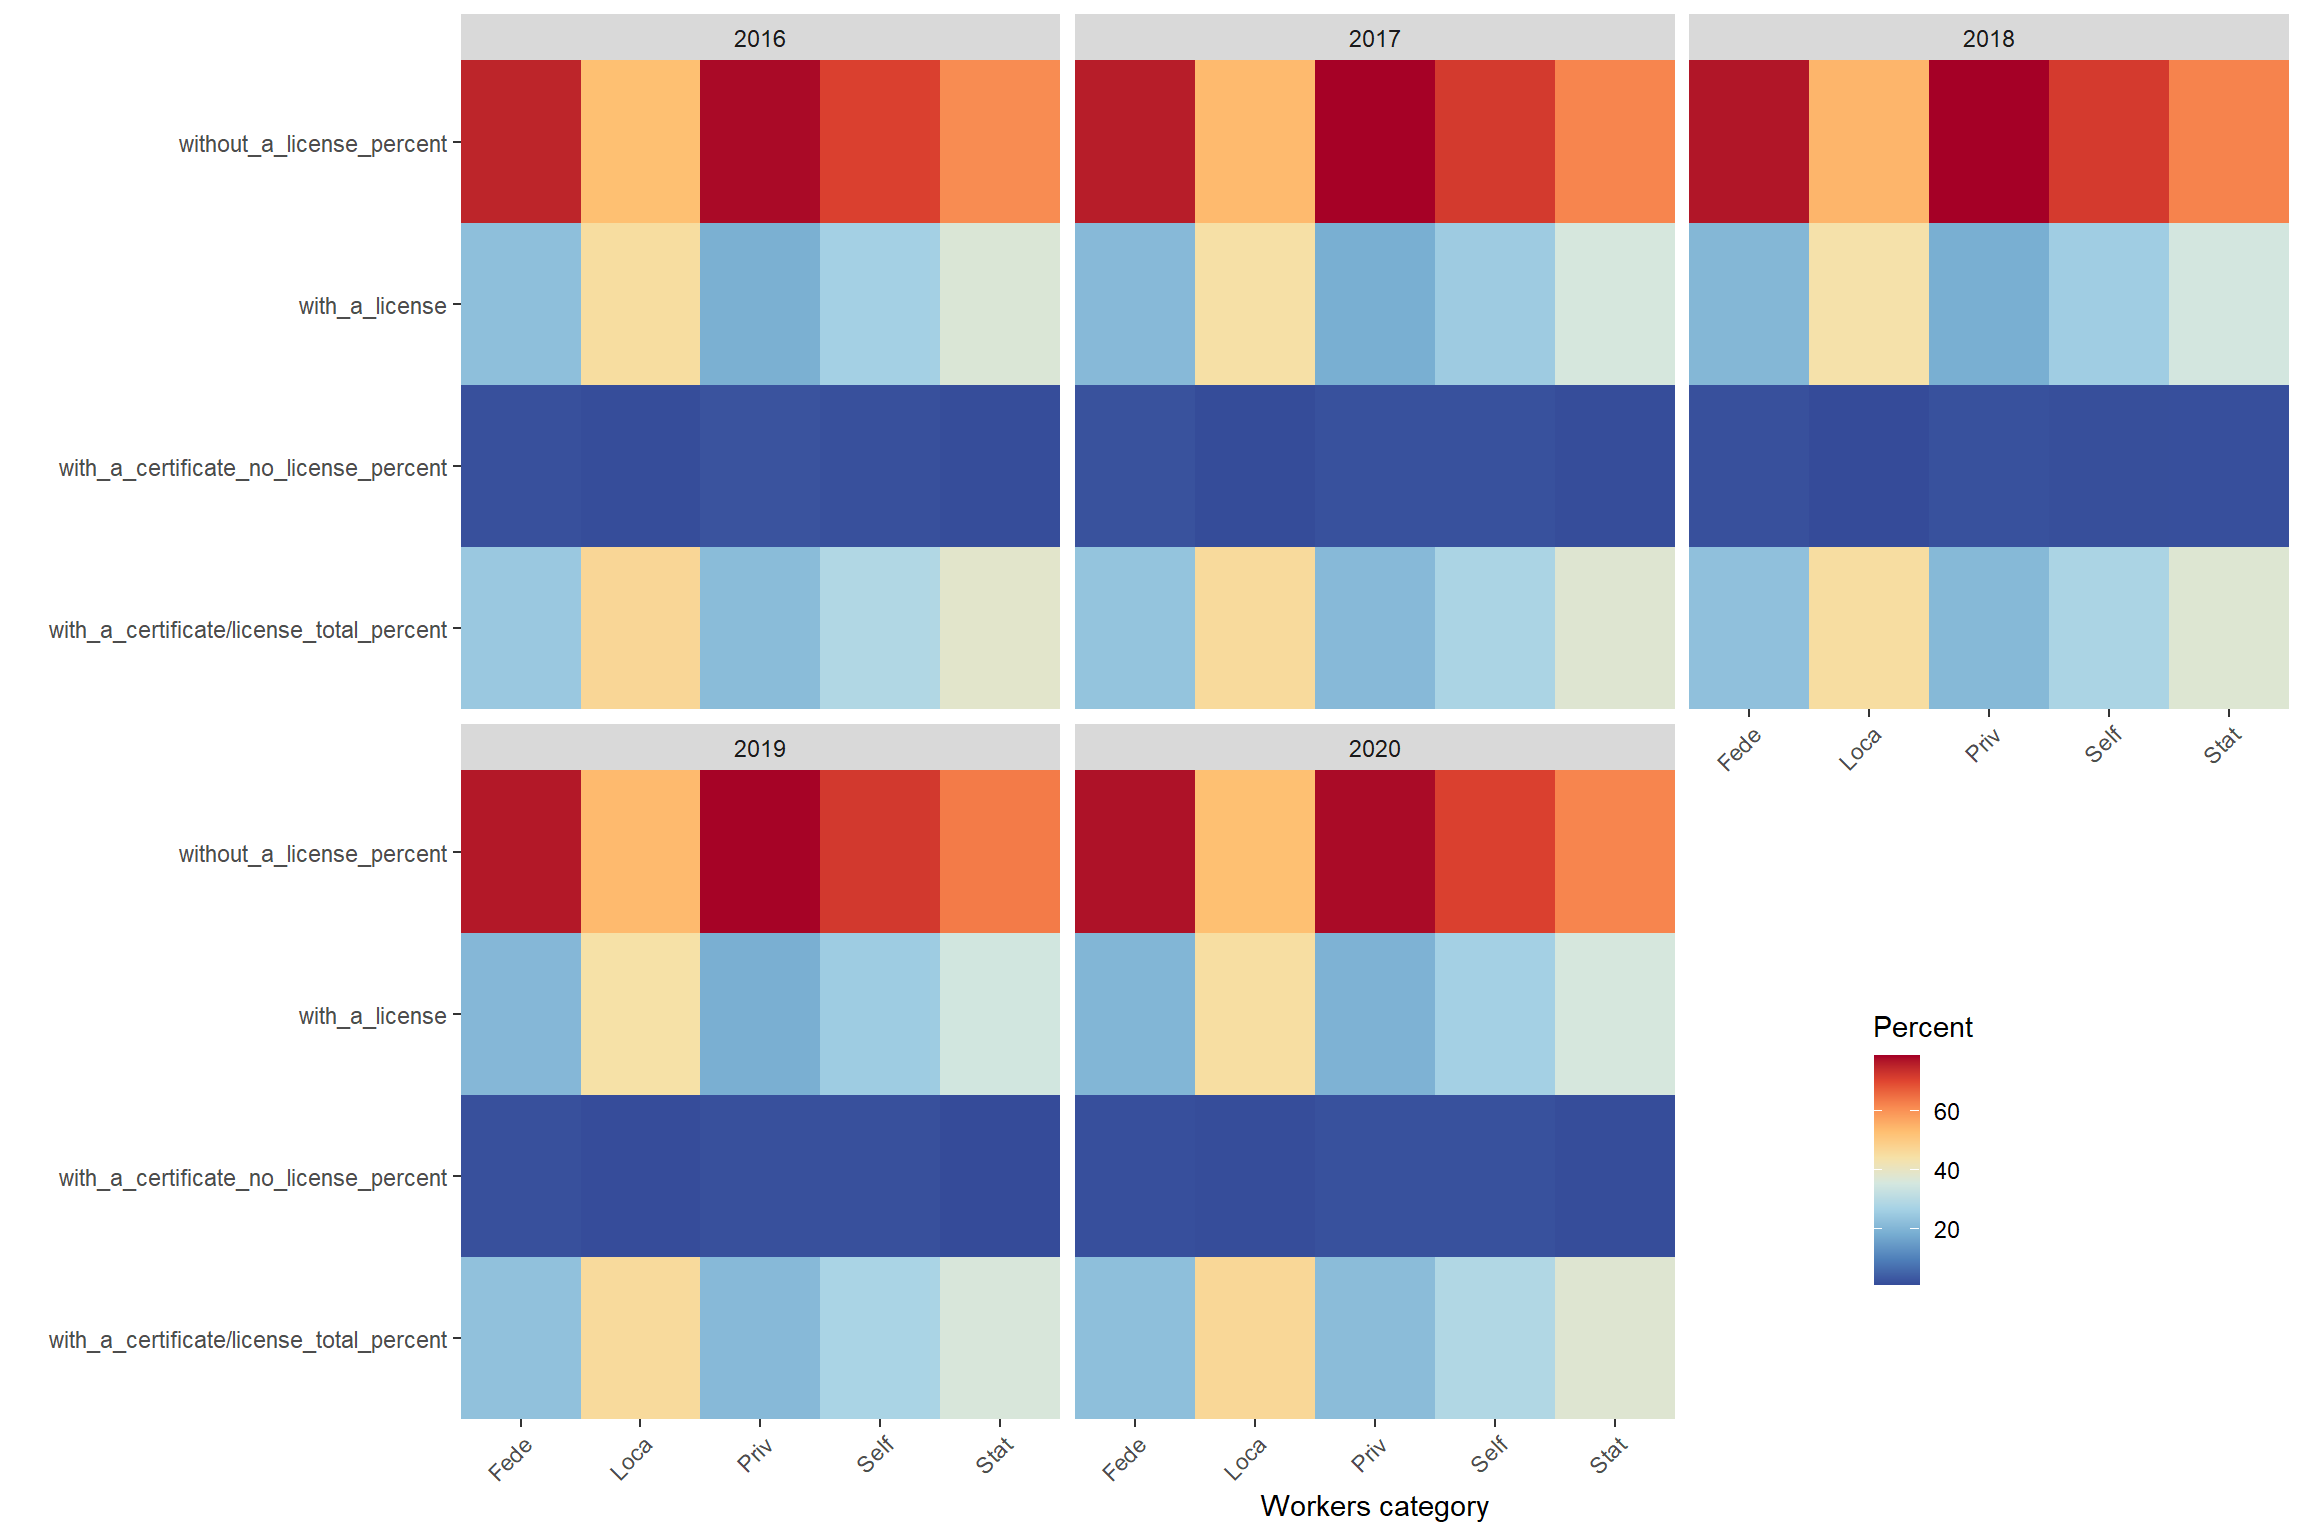 2016
2017
2018
without_a_license_percent
with_a_license
with_a_certificate_no_license_percent
with_a_certificate/license_total_percent
Fede
Loca
Priv
Self
Stat
2019
2020
without_a_license_percent
with_a_license
with_a_certificate_no_license_percent
with_a_certificate/license_total_percent
Percent
60
40
20
Fede
Loca
Priv
Self
Stat
Fede
Loca
Priv
Self
Stat
Workers category